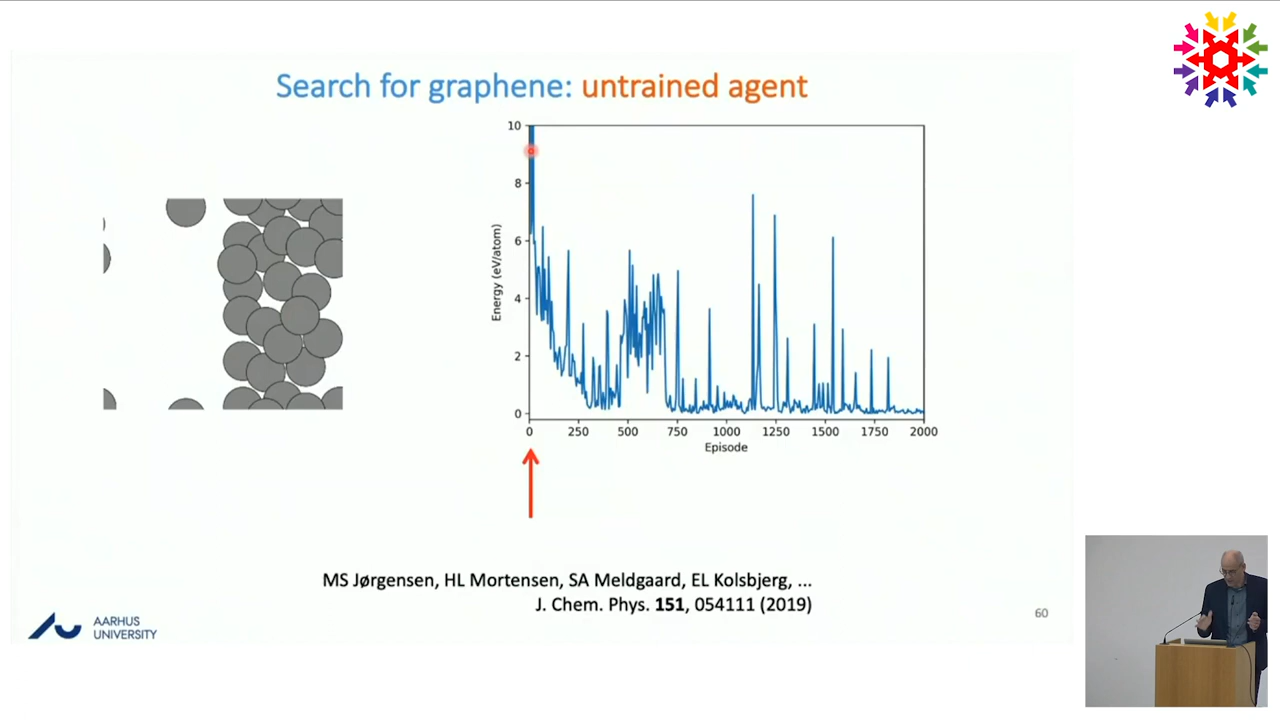 Search for graphene: untrained agent
10
8
6
4
2
0
Energy (eV/atom)
0 250 500 750 1000 1250 1500 1750 2000
Episode
MS Jørgensen, HL Mortensen, SA Meldgaard, EL Kolsbjerg, ...
J. Chem. Phys. 151, 054111 (2019)
AARHUS
UNIVERSITY
60